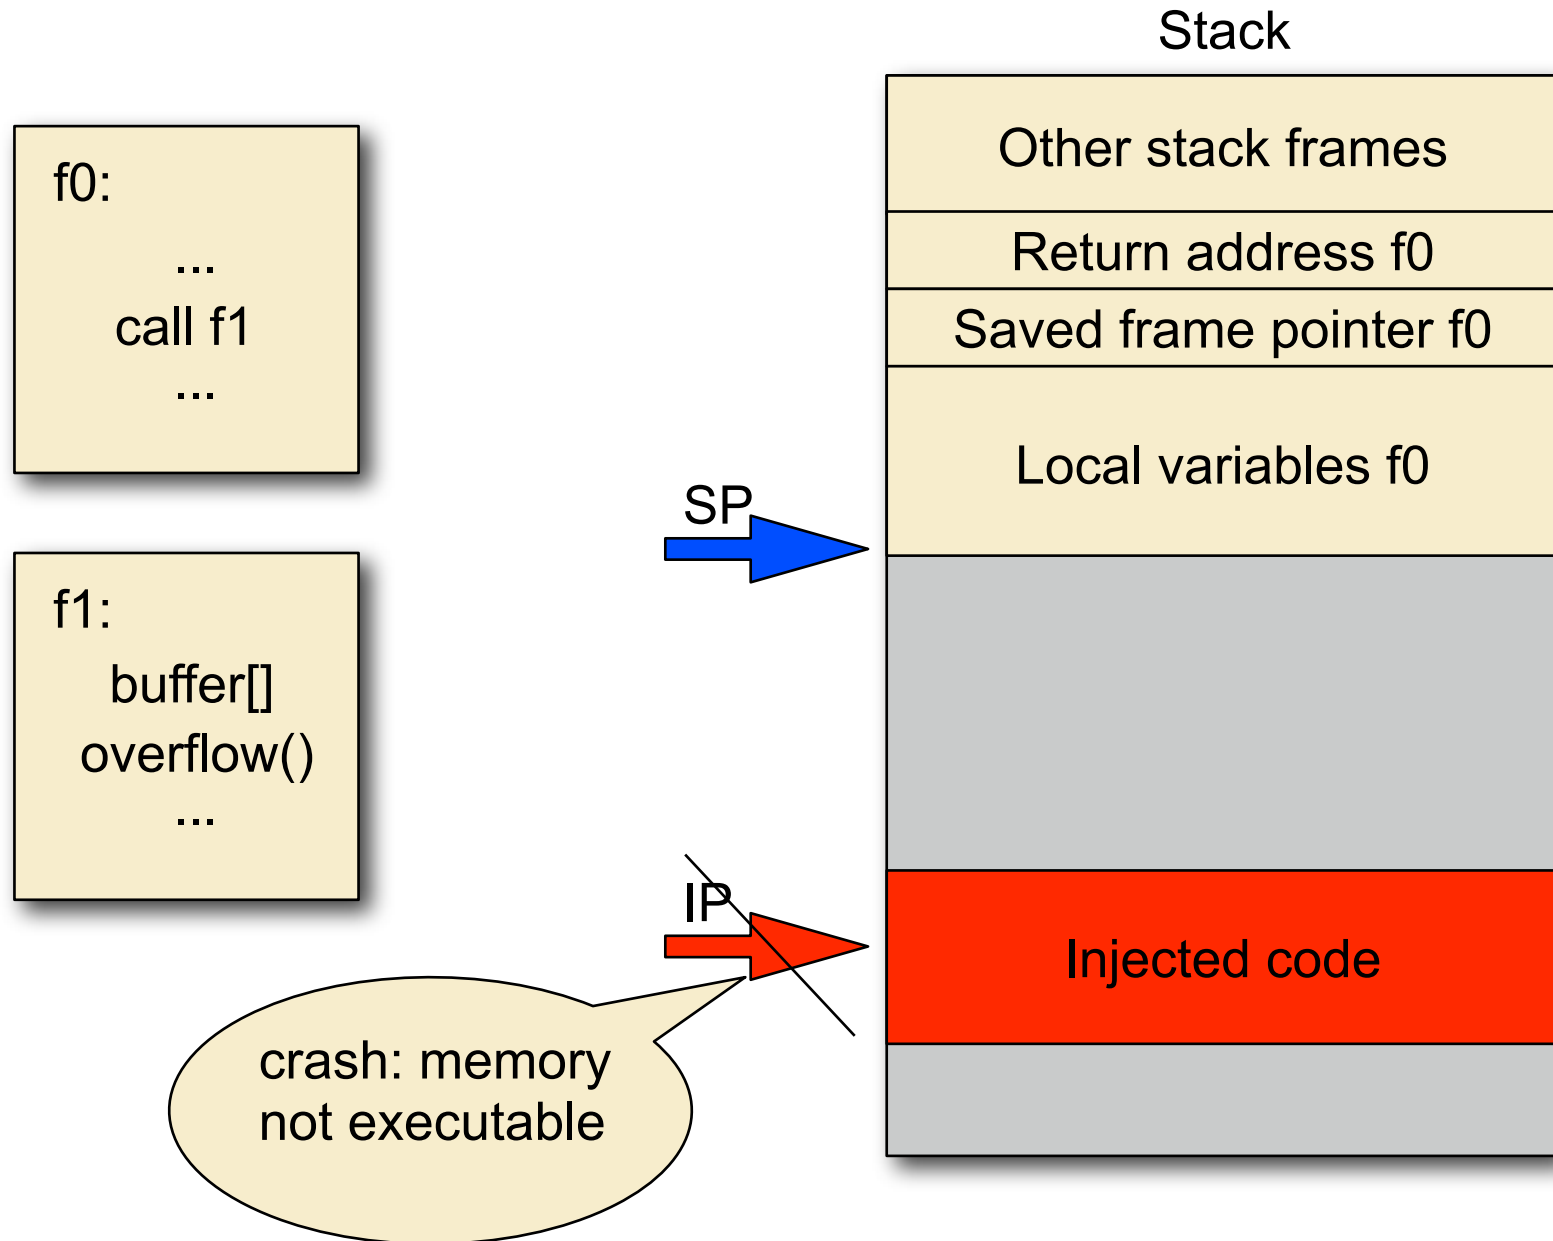 Stack
f0:
...
call f1
...
f1:
buffer[]
overflow()
...
SP
IP
crash: memory
not executable
Other stack frames
Return address f0
Saved frame pointer f0
Local variables f0
Injected code